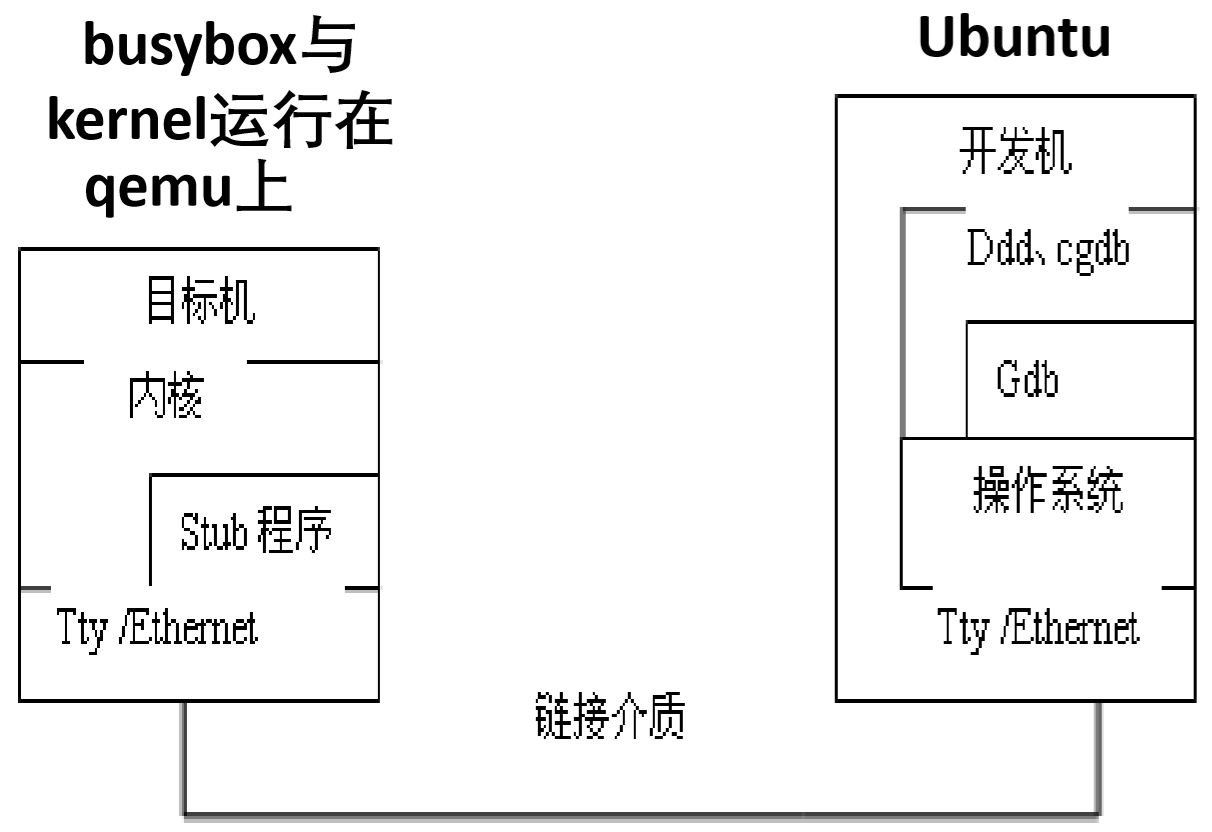 busybox与
kernel运行在
qemu上
目标机
内核
Stub 程序
Tty /Ethernet
Ubuntu
开发机
Ddd、cgdb
Gdb
操作系统
Tty /Ethernet
链接介质